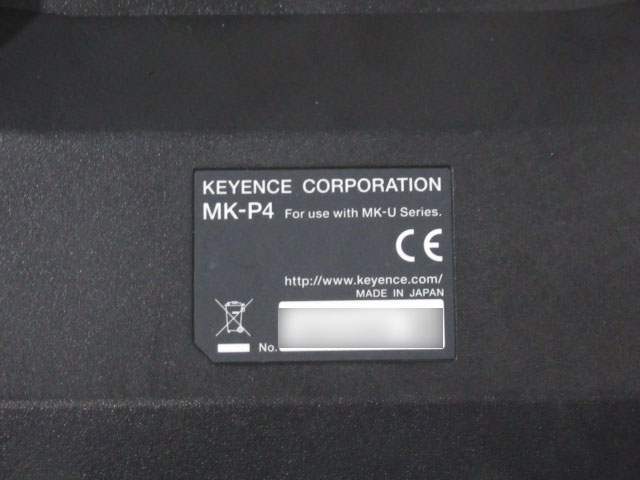 KEYENCE CORPORATION
MK-P4 For use with MK-U Series.
CE
http://www.keyence.com/
MADE IN JAPAN
No.